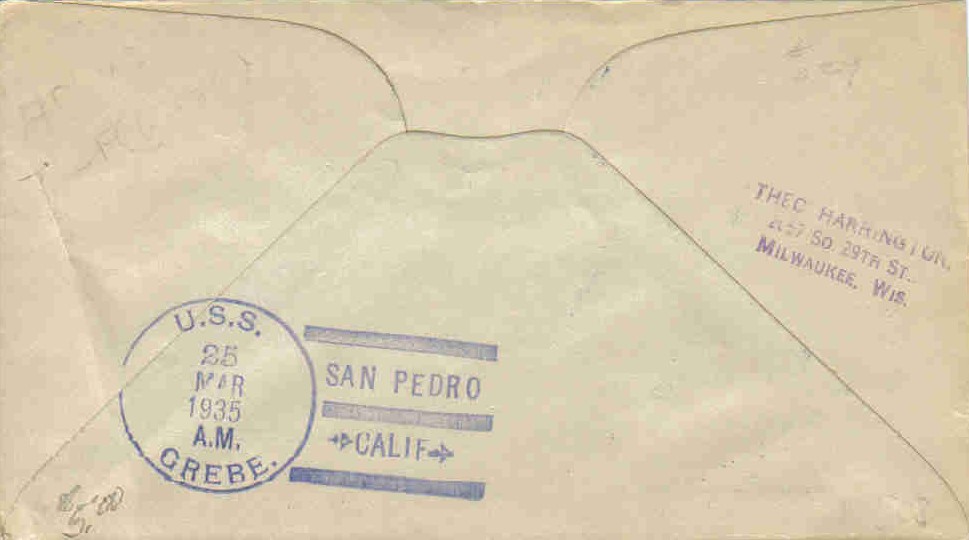 THEO HARRINGTON,
SO. 29TH ST.
MILWAUKEE, WIS.
U.S.S.
25
MAR
1935
A.M.
GREBE.
SAN PEDRO
CALIF